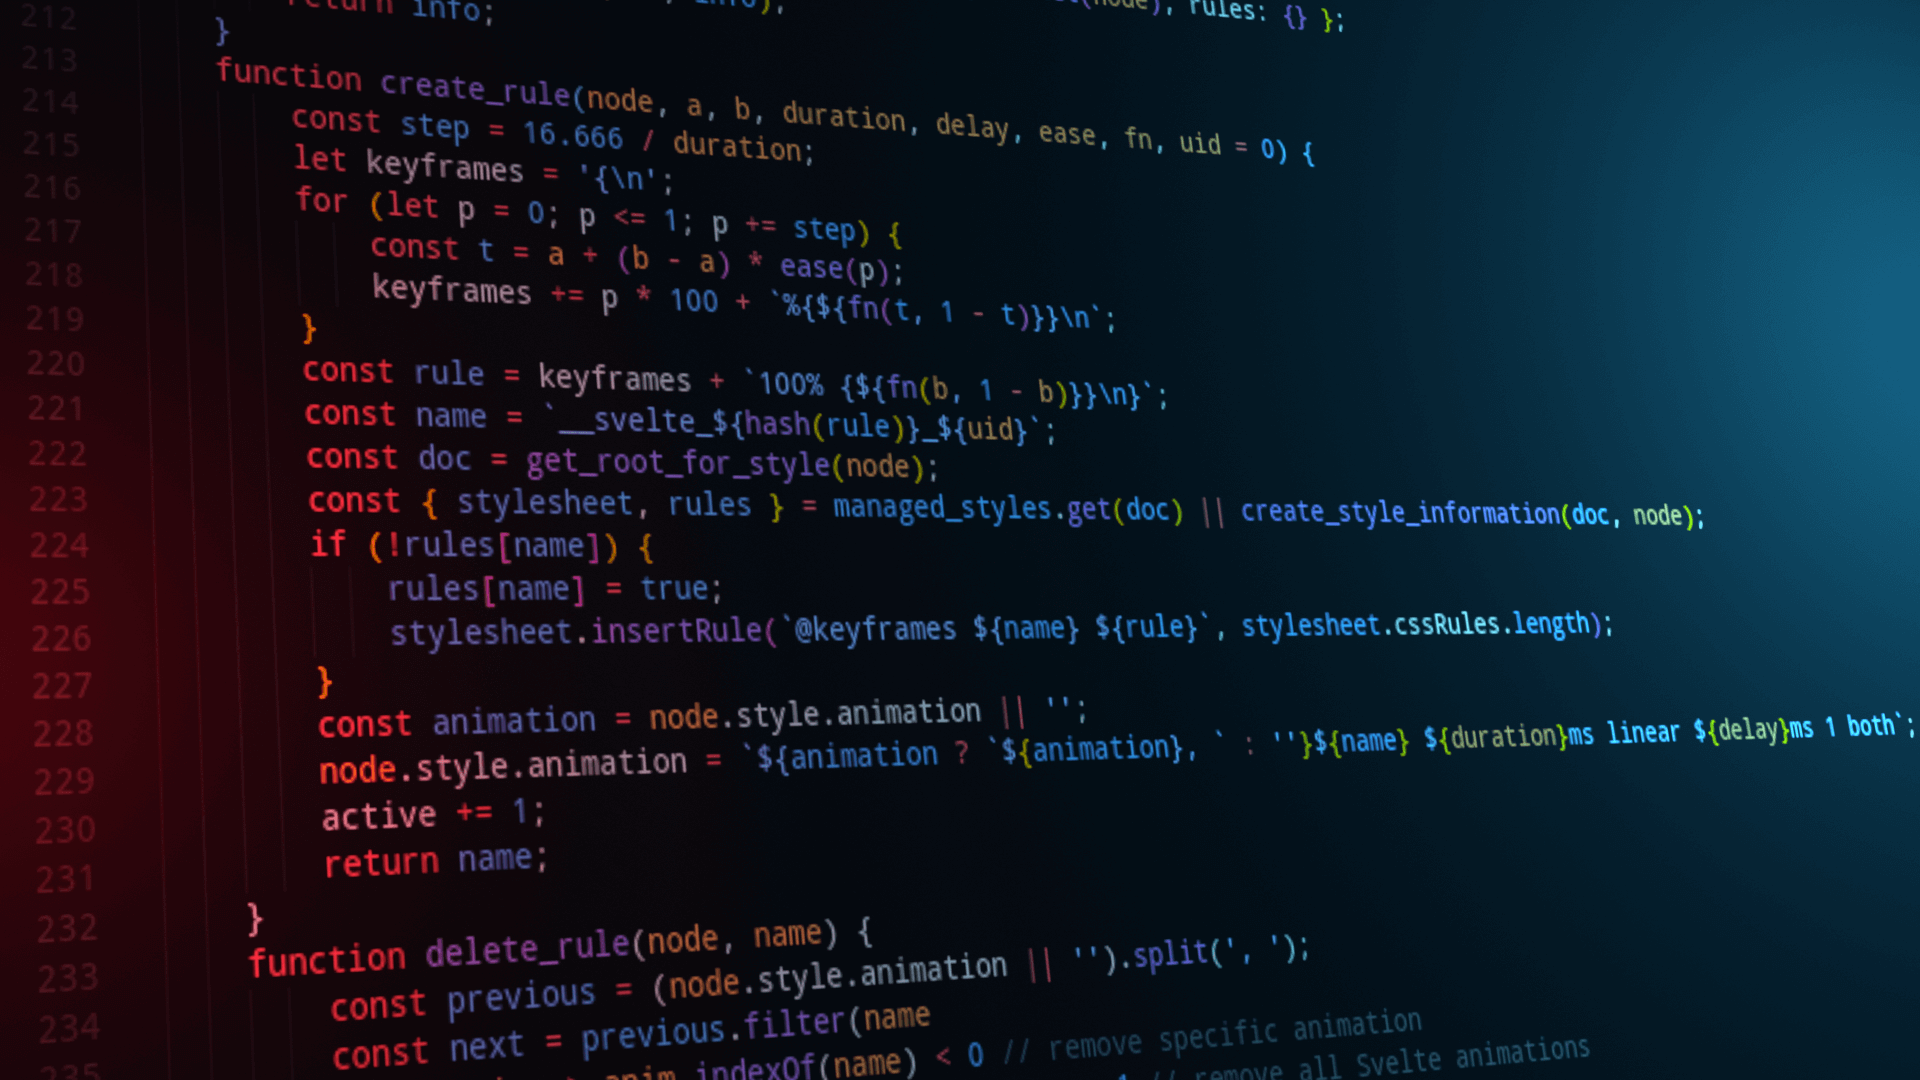 212 return info; rules: {} };
213 }
214 function create_rule(node, a, b, duration, delay, ease, fn, uid = 0) {
215 const step = 16.666 / duration;
216 let keyframes = '{\n';
217 for (let p = 0; p <= 1; p += step) {
218 const t = a + (b - a) * ease(p);
219 keyframes += p * 100 + `%{${fn(t, 1 - t)}}\n`;
220 }
221 const rule = keyframes + `100% {${fn(b, 1 - b)}}\n}`;
222 const name = `__svelte_${hash(rule)}_${uid}`;
223 const doc = get_root_for_style(node);
224 const { stylesheet, rules } = managed_styles.get(doc) || create_style_information(doc, node);
225 if (!rules[name]) {
226 rules[name] = true;
227 stylesheet.insertRule(`@keyframes ${name} ${rule}`, stylesheet.cssRules.length);
228 }
229 const animation = node.style.animation || '';
230 node.style.animation = `${animation ? `${animation}, ` : ''}${name} ${duration}ms linear ${delay}ms 1 both`;
231 active += 1;
232 return name;
233 }
234 function delete_rule(node, name) {
235 const previous = (node.style.animation || '').split(', ');
const next = previous.filter(name
anim.indexOf(name) < 0 // remove specific animation
// remove all Svelte animations